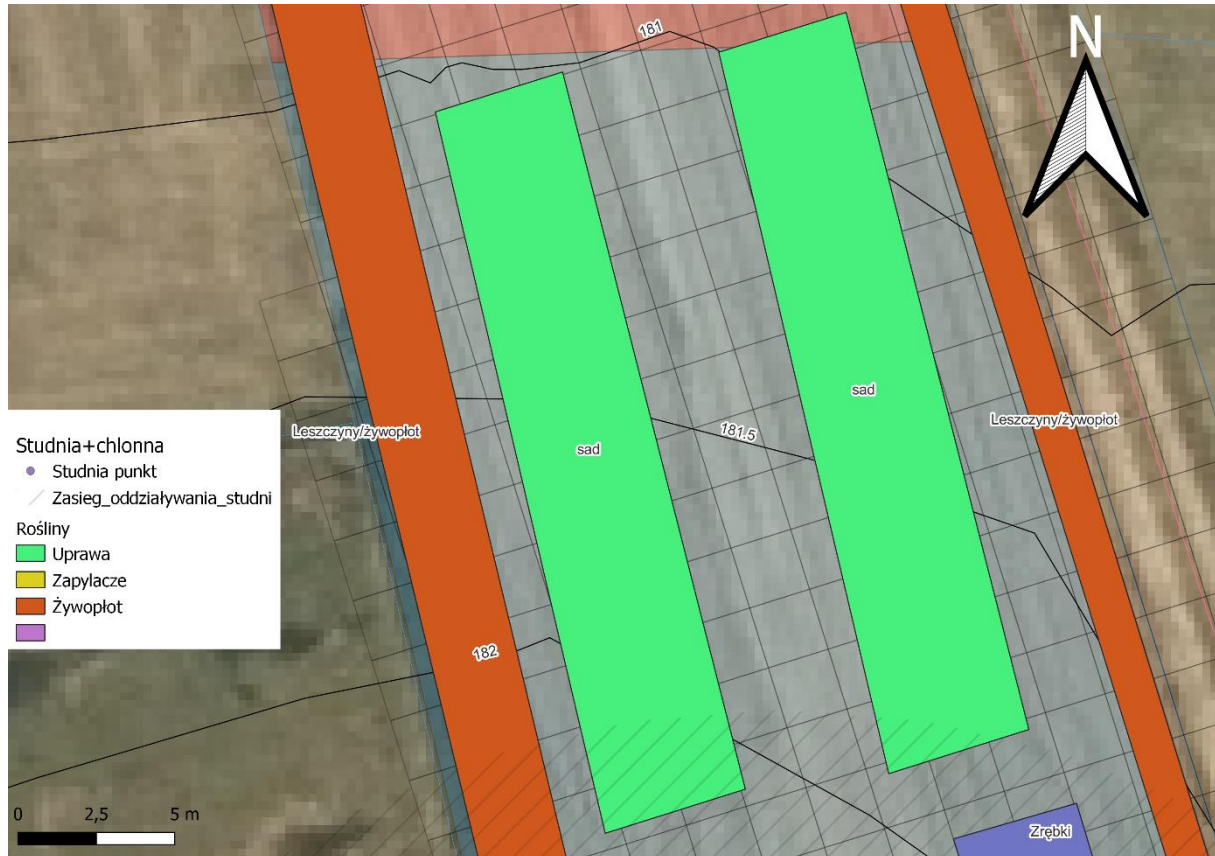 181
N
sad
Leszczyny/żywopłot
Leszczyny/żywopłot
181.5
sad
Studnia+chlonna
Studnia punkt
Zasieg_oddziaływania_studni
Rośliny
Uprawa
Zapylacze
Żywopłot
182
0 2,5 5 m
Zrębki